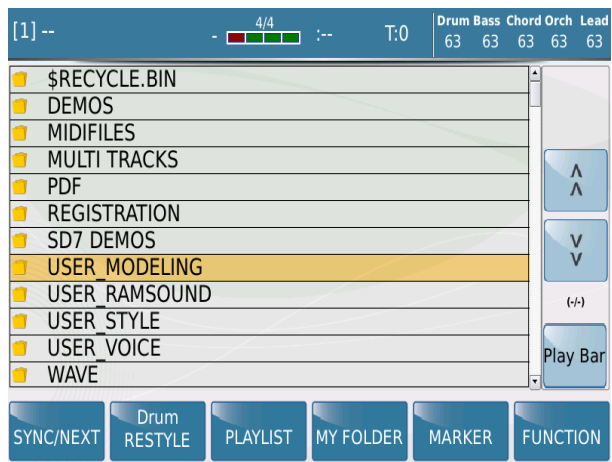 [1] --
- 4/4 :-- T:0
Drum Bass Chord Orch Lead
63 63 63 63 63
$RECYCLE.BIN
DEMOS
MIDIFILES
MULTI TRACKS
PDF
REGISTRATION
SD7 DEMOS
USER_MODELING
USER_RAMSOUND
USER_STYLE
USER_VOICE
WAVE
(-/-)
Play Bar
SYNC/NEXT
Drum
RESTYLE
PLAYLIST
MY FOLDER
MARKER
FUNCTION